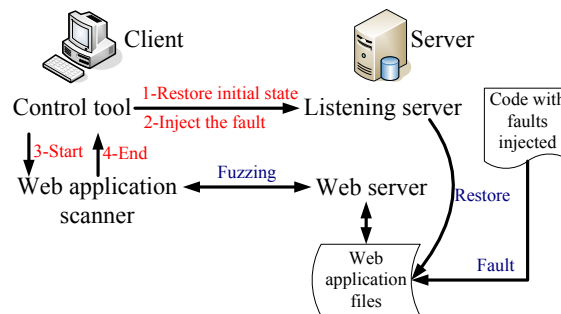 Client
Server
1-Restore initial state
Control tool
Listening server
2-Inject the fault
Code with
faults
injected
3-Start
4-End
Web application
scanner
Fuzzing
Web server
Restore
Web
application
files
Fault